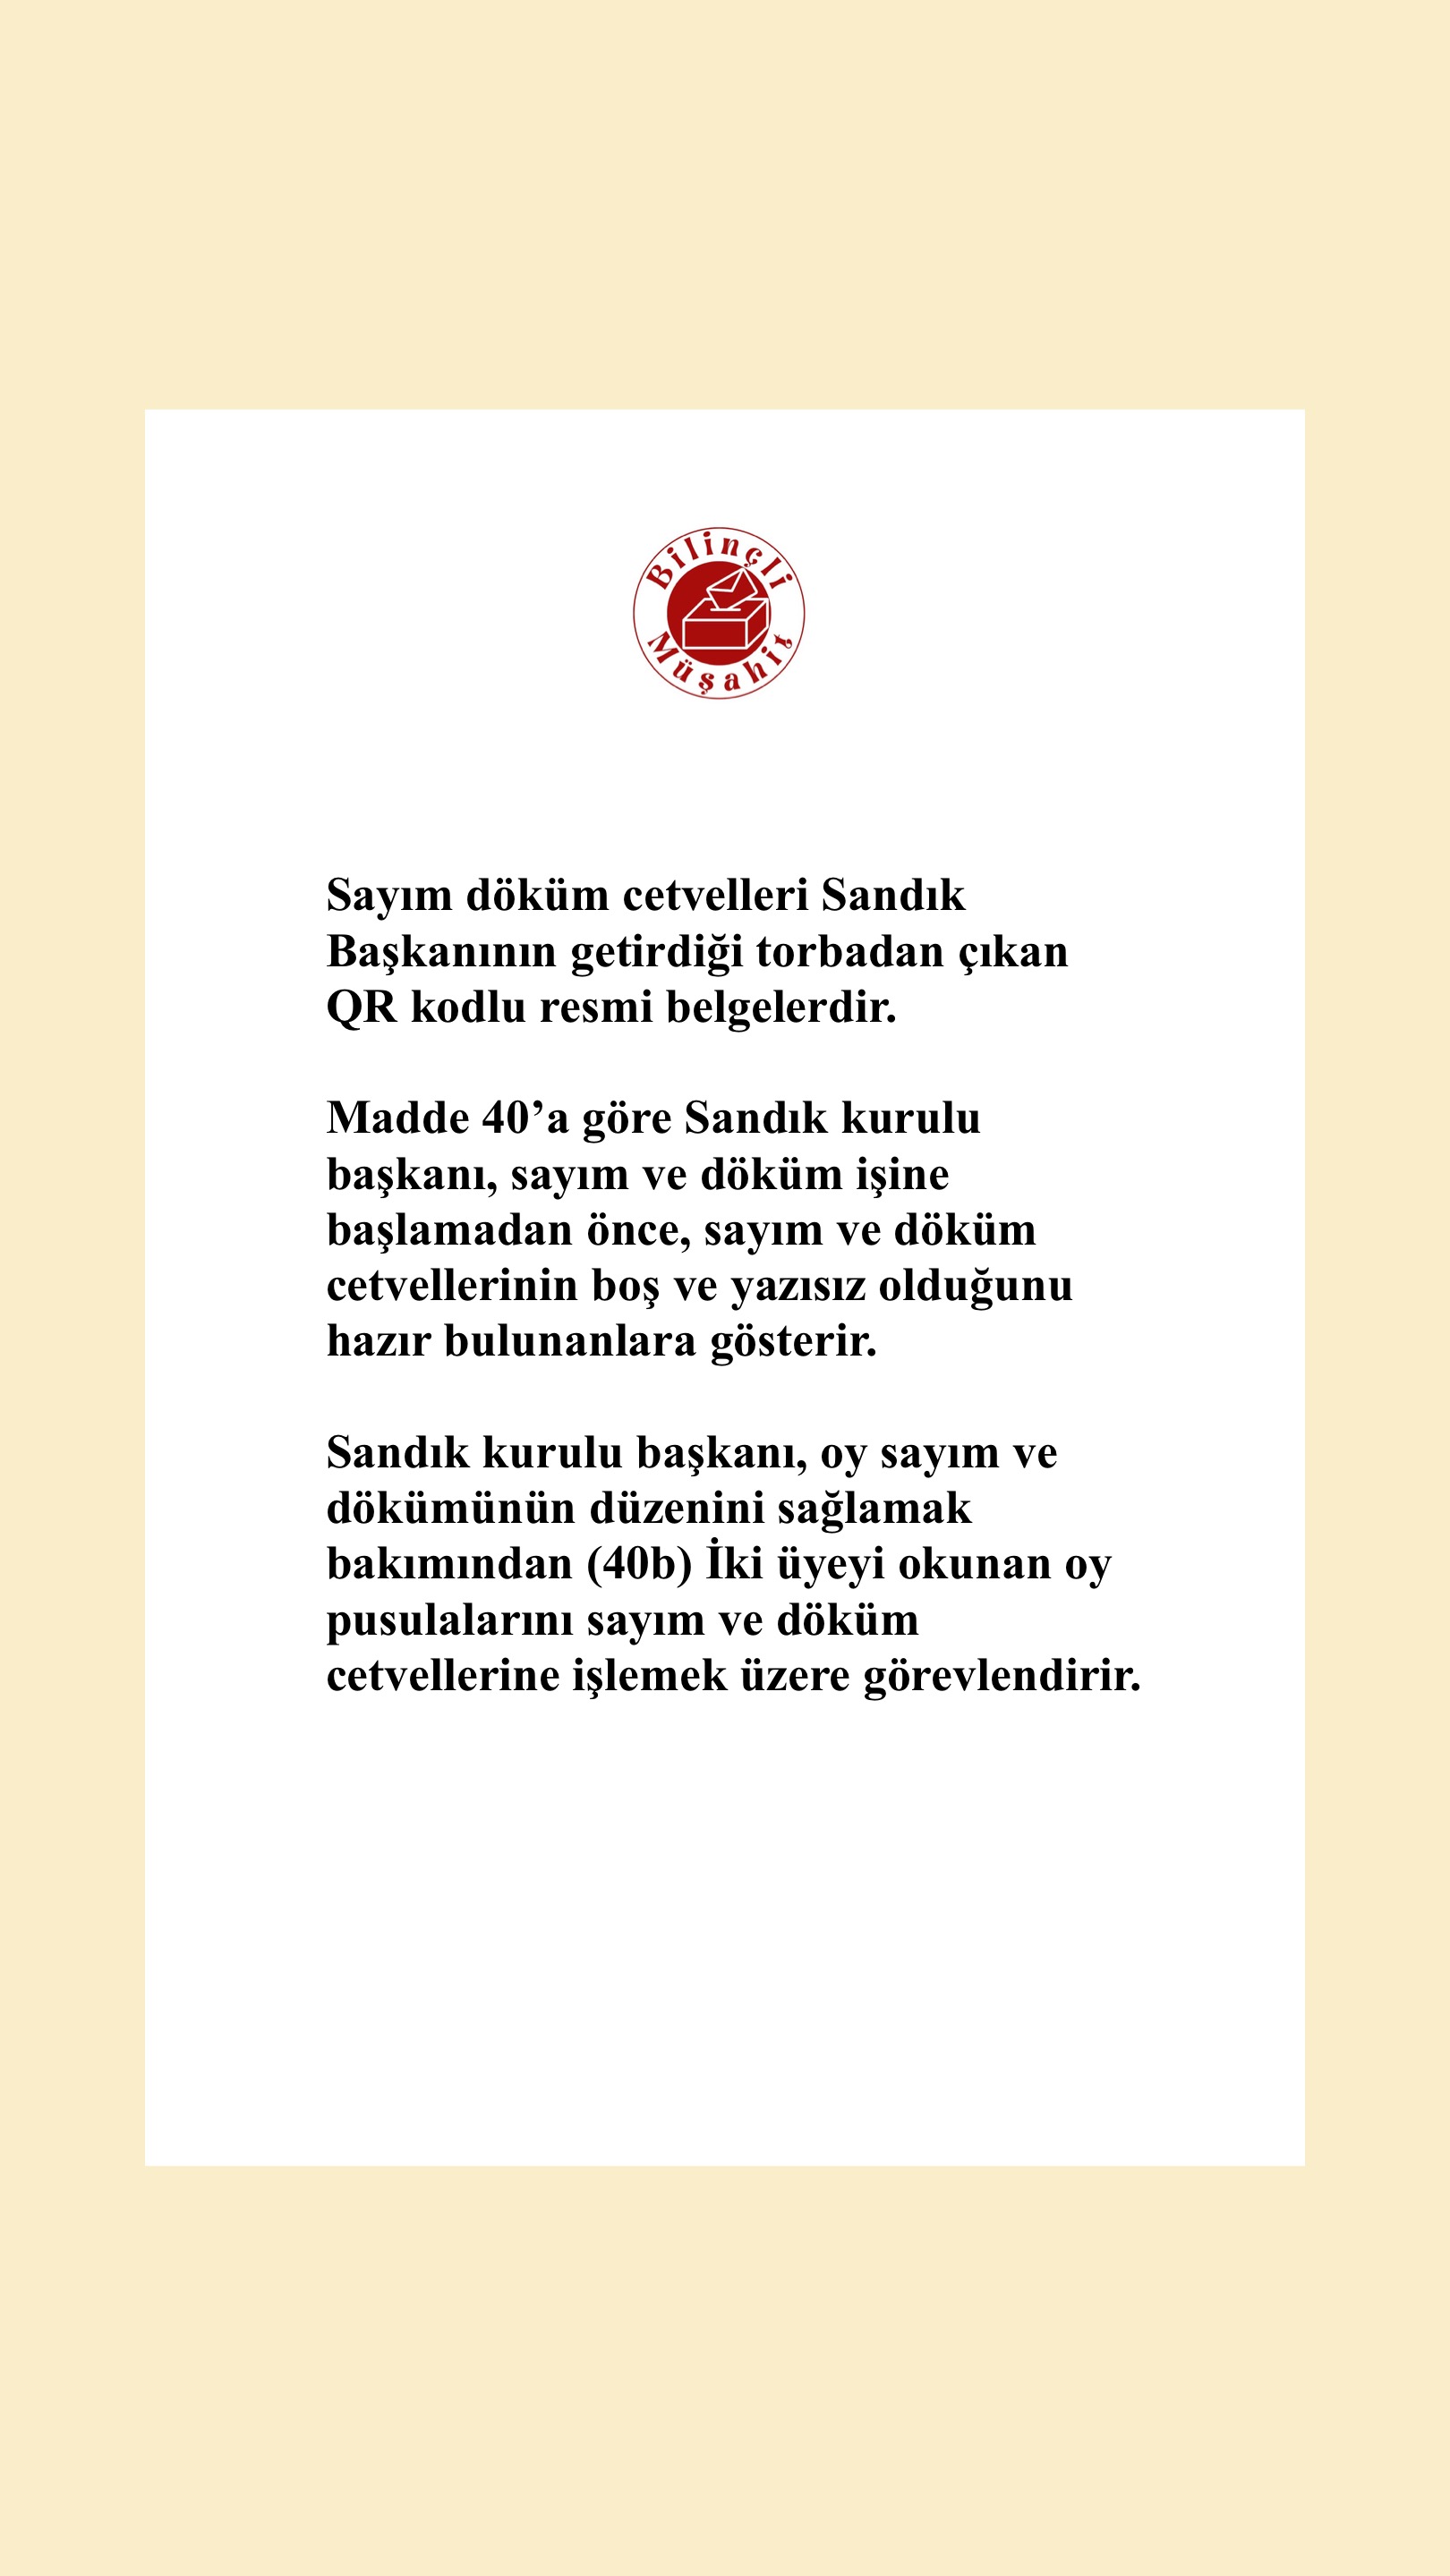 Bilinçli
Müşahit
Sayım döküm cetvelleri Sandık
Başkanının getirdiği torbadan çıkan
QR kodlu resmi belgelerdir.
Madde 40’a göre Sandık kurulu
başkanı, sayım ve döküm işine
başlamadan önce, sayım ve döküm
cetvellerinin boş ve yazısız olduğunu
hazır bulunanlara gösterir.
Sandık kurulu başkanı, oy sayım ve
dökümünün düzenini sağlamak
bakımından (40b) İki üyeyi okunan oy
pusulalarını sayım ve döküm
cetvellerine işlemek üzere görevlendirir.